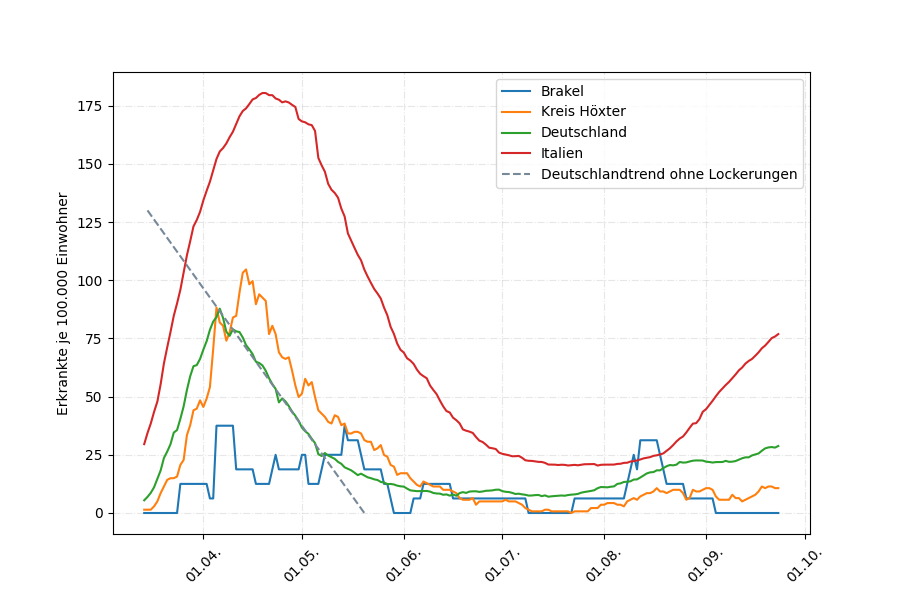 Brakel
Kreis Höxter
Deutschland
Italien
Deutschlandtrend ohne Lockerungen
Erkrankte je 100.000 Einwohner
175
150
125
100
75
50
25
0
01.04.
01.05.
01.06.
01.07.
01.08.
01.09.
01.10.